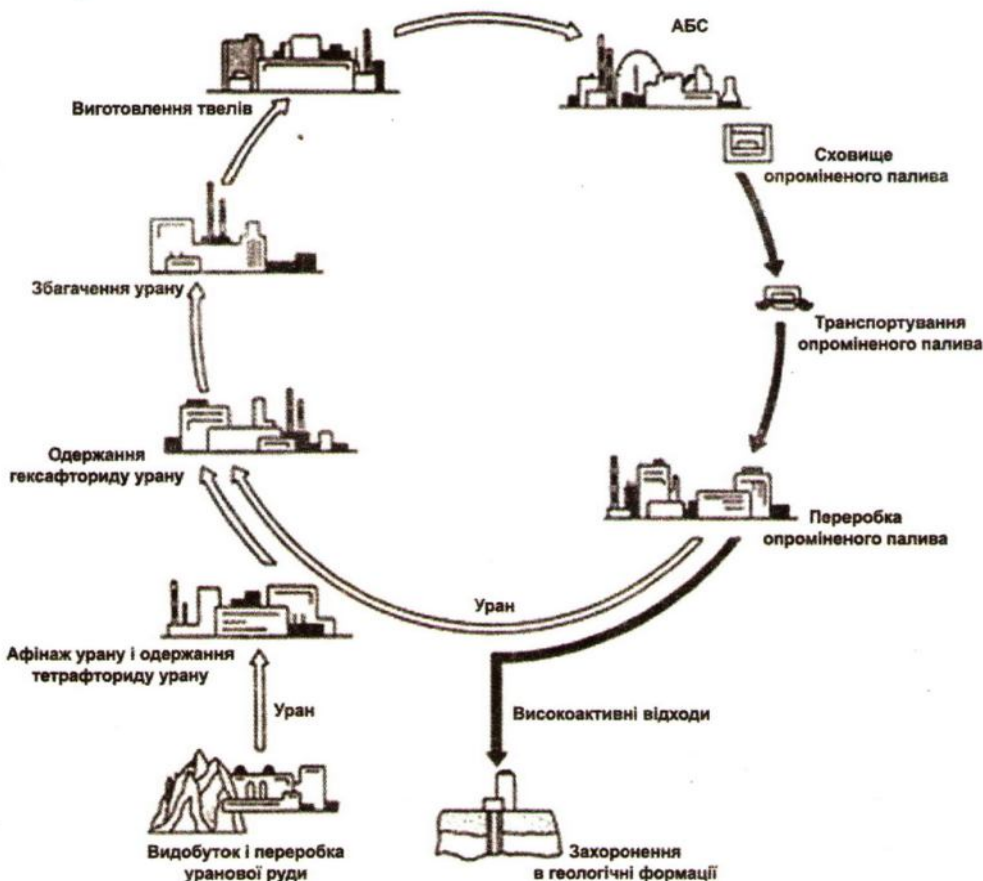 АБС
Виготовлення твелів
Сховище
опроміненого палива
Збагачення урану
Транспортування
опроміненого палива
Одержання
гексафториду урану
Переробка
опроміненого палива
Уран
Афінаж урану і одержання
тетрафториду урану
Уран
Високоактивні відходи
Видобуток і переробка
уранової руди
Захоронення
в геологічні формації